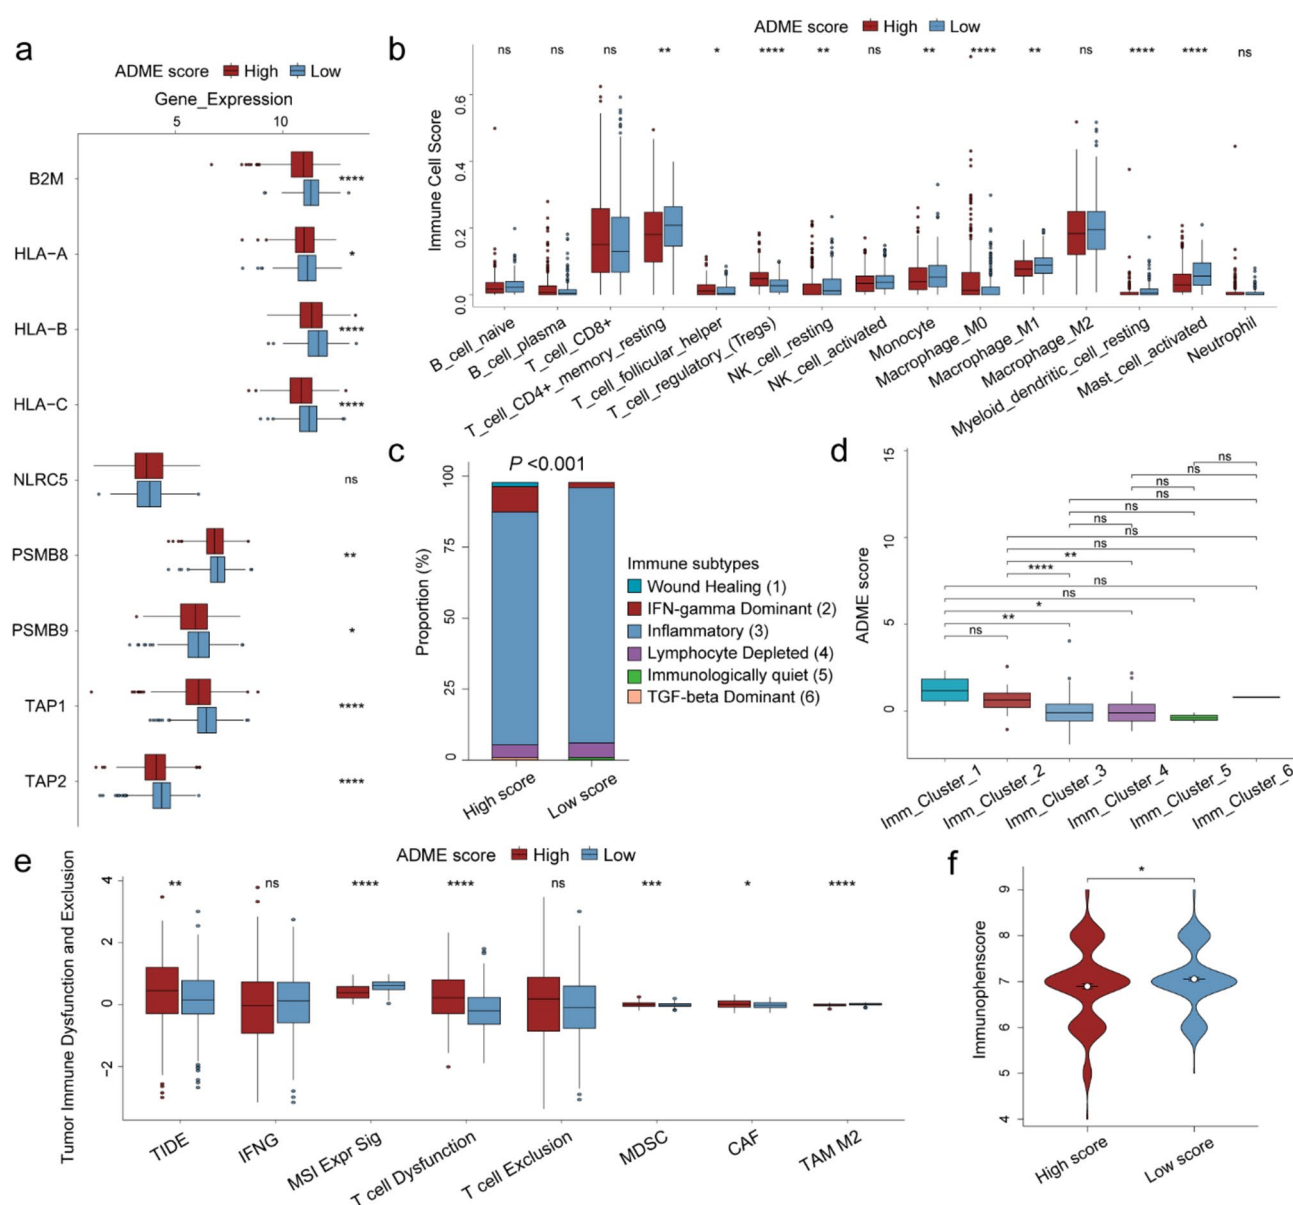 a
ADME score High Low
Gene_Expression
5 10
B2M ****
HLA-A *
HLA-B ****
HLA-C ****
NLRC5 ns
PSMB8 **
PSMB9 *
TAP1 ****
TAP2 ****
b
ADME score High Low
ns ns ns ** * **** ** ns ** **** ** ns **** **** ns
Immune Cell Score
0.6
0.4
0.2
0.0
B_cell_naive
B_cell_plasma
T_cell_CD8+
T_cell_CD4+_memory_resting
T_cell_follicular_helper
T_cell_regulatory_(Tregs)
NK_cell_resting
NK_cell_activated
Monocyte
Macrophage_M0
Macrophage_M1
Macrophage_M2
Myeloid_dendritic_cell_resting
Mast_cell_activated
Neutrophil
c
P <0.001
Proportion (%)
100
75
50
25
0
High score
Low score
Immune subtypes
Wound Healing (1)
IFN-gamma Dominant (2)
Inflammatory (3)
Lymphocyte Depleted (4)
Immunologically quiet (5)
TGF-beta Dominant (6)
d
ADME score
15
10
5
0
ns
ns
ns
ns
ns
ns
ns
ns
**
****
ns
ns
*
**
ns
Imm_Cluster_1
Imm_Cluster_2
Imm_Cluster_3
Imm_Cluster_4
Imm_Cluster_5
Imm_Cluster_6
e
ADME score High Low
Tumor Immune Dysfunction and Exclusion
4
2
0
−2
** ns **** **** ns *** * ****
TIDE
IFNG
MSI Expr Sig
T cell Dysfunction
T cell Exclusion
MDSC
CAF
TAM M2
f
*
Immunophenscore
9
8
7
6
5
4
High score
Low score